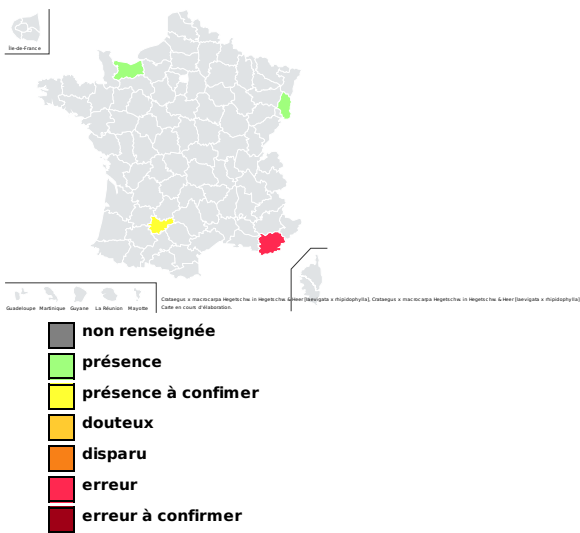 Île-de-France
Guadeloupe Martinique Guyane La Réunion Mayotte
Crataegus x macrocarpa Hegetschw. in Hegetschw. & Heer [laevigata x rhipidophylla], Crataegus x macrocarpa Hegetschw. in Hegetschw. & Heer [laevigata x rhipidophylla]
Carte en cours d'élaboration.
non renseignée
présence
présence à confimer
douteux
disparu
erreur
erreur à confirmer